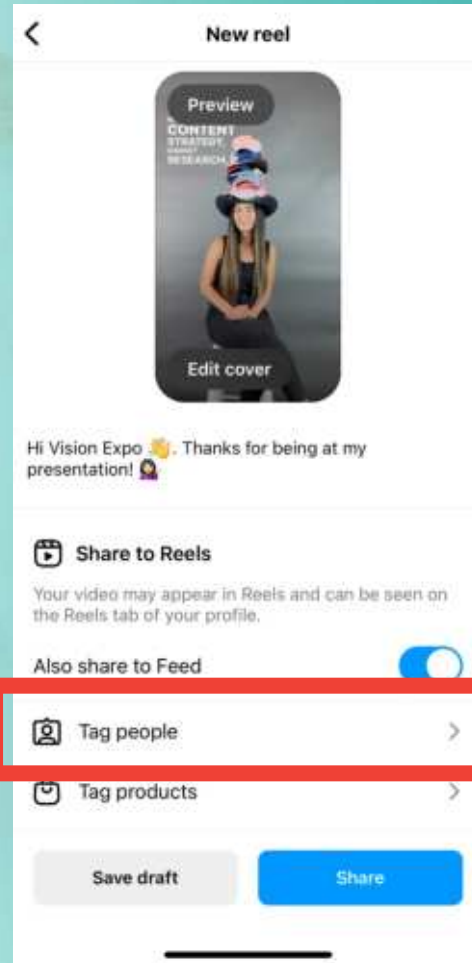 New reel
Preview
CONTENT
STRATEGY,
RESEARCH,
Edit cover
Hi Vision Expo 👋. Thanks for being at my
presentation! 🤷🏻‍♀️
Share to Reels
Your video may appear in Reels and can be seen on
the Reels tab of your profile.
Also share to Feed
Tag people
Tag products
Save draft
Share